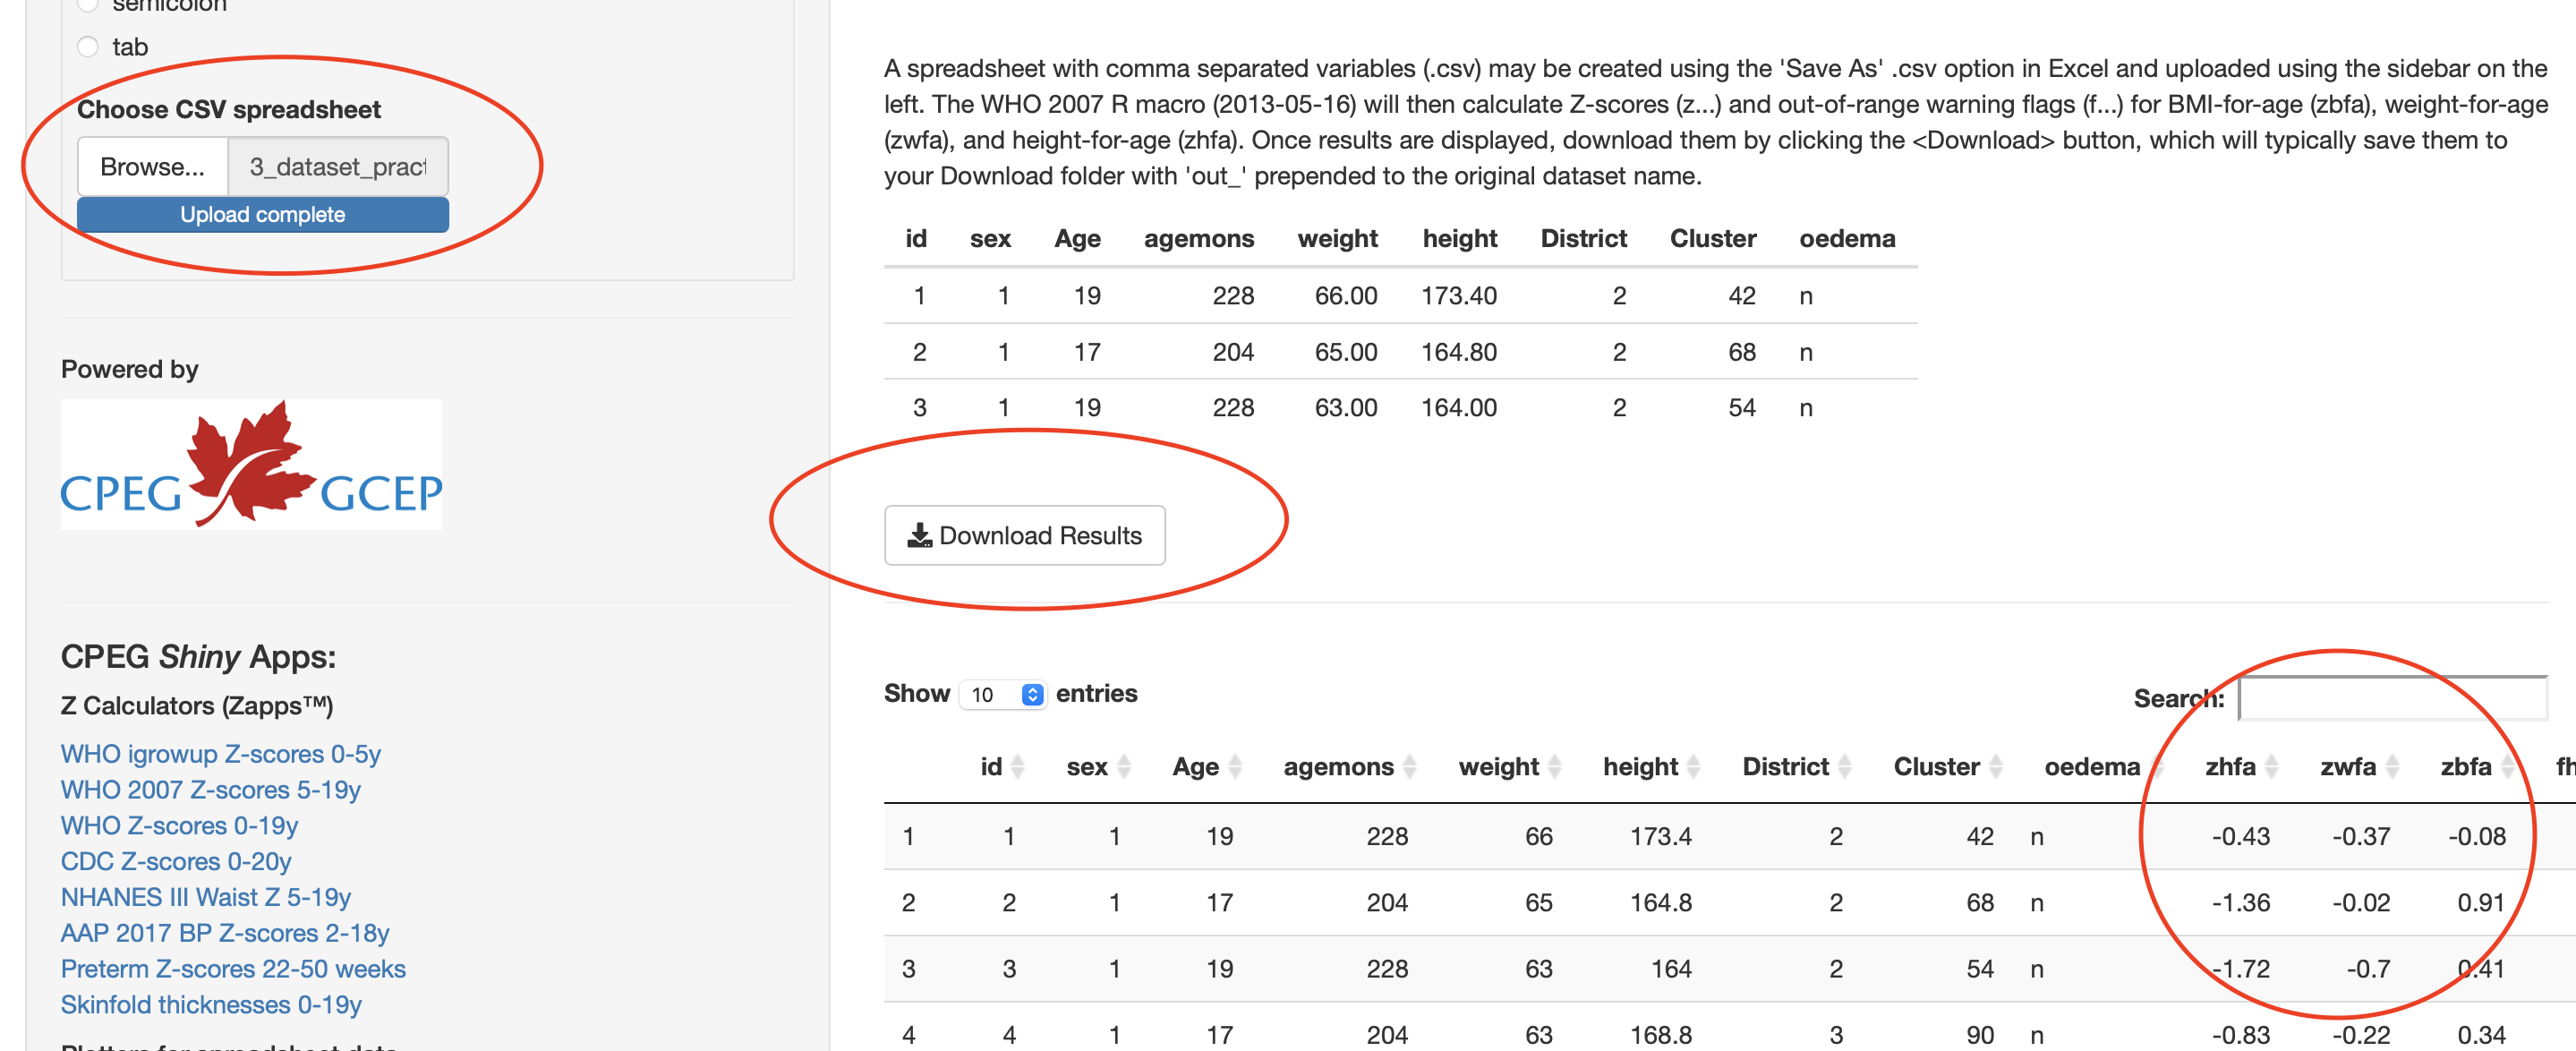 semicolon
tab
Choose CSV spreadsheet
Browse... 3_dataset_pract
Upload complete
Powered by
CPEG GCEP
CPEG Shiny Apps:
Z Calculators (Zapps™)
WHO igrowup Z-scores 0-5y
WHO 2007 Z-scores 5-19y
WHO Z-scores 0-19y
CDC Z-scores 0-20y
NHANES III Waist Z 5-19y
AAP 2017 BP Z-scores 2-18y
Preterm Z-scores 22-50 weeks
Skinfold thicknesses 0-19y
Plotters for spreadsheet data
A spreadsheet with comma separated variables (.csv) may be created using the 'Save As' .csv option in Excel and uploaded using the sidebar on the
left. The WHO 2007 R macro (2013-05-16) will then calculate Z-scores (z...) and out-of-range warning flags (f...) for BMI-for-age (zbfa), weight-for-age
(zwfa), and height-for-age (zhfa). Once results are displayed, download them by clicking the <Download> button, which will typically save them to
your Download folder with 'out_' prepended to the original dataset name.
id sex Age agemons weight height District Cluster oedema
1 1 19 228 66.00 173.40 2 42 n
2 1 17 204 65.00 164.80 2 68 n
3 1 19 228 63.00 164.00 2 54 n
Download Results
Show 10 entries
Search:
id sex Age agemons weight height District Cluster oedema zhfa zwfa zbfa fh
1 1 1 19 228 66 173.4 2 42 n -0.43 -0.37 -0.08
2 2 1 17 204 65 164.8 2 68 n -1.36 -0.02 0.91
3 3 1 19 228 63 164 2 54 n -1.72 -0.7 0.41
4 4 1 17 204 63 168.8 3 90 n -0.83 -0.22 0.34